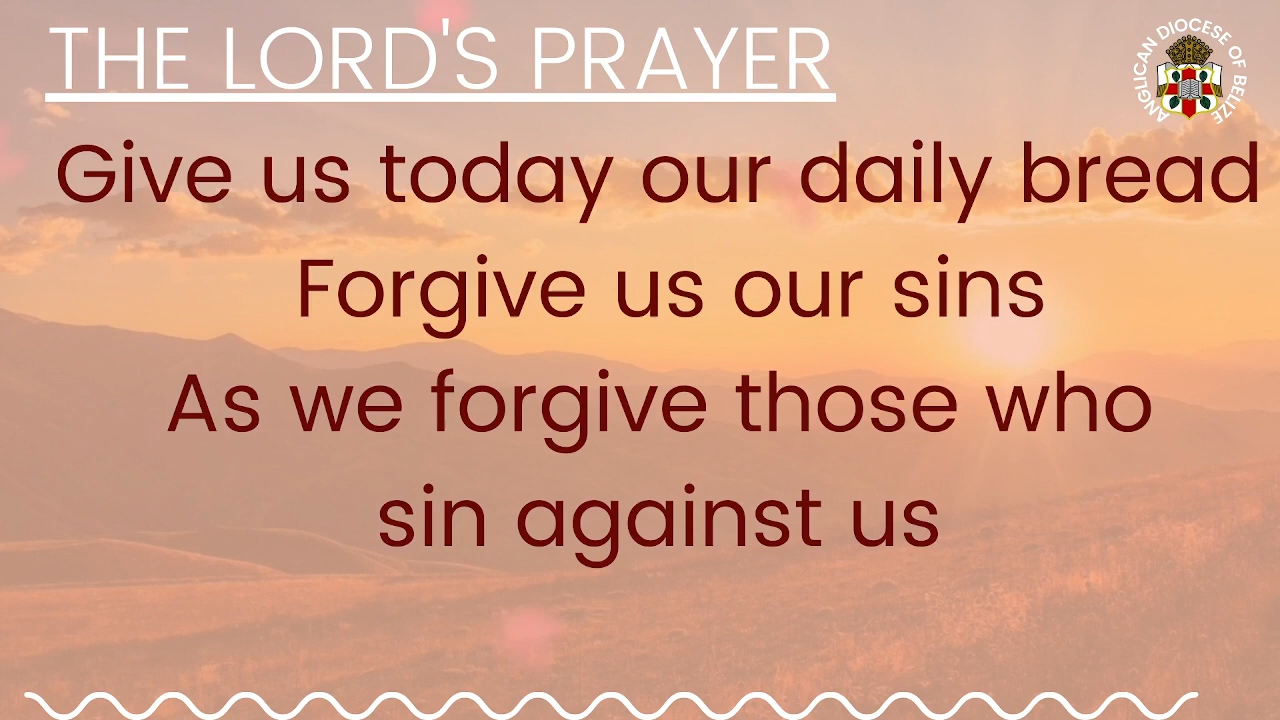 THE LORD'S PRAYER
ANGLICAN DIOCESE OF BELIZE
Give us today our daily bread
Forgive us our sins
As we forgive those who
sin against us